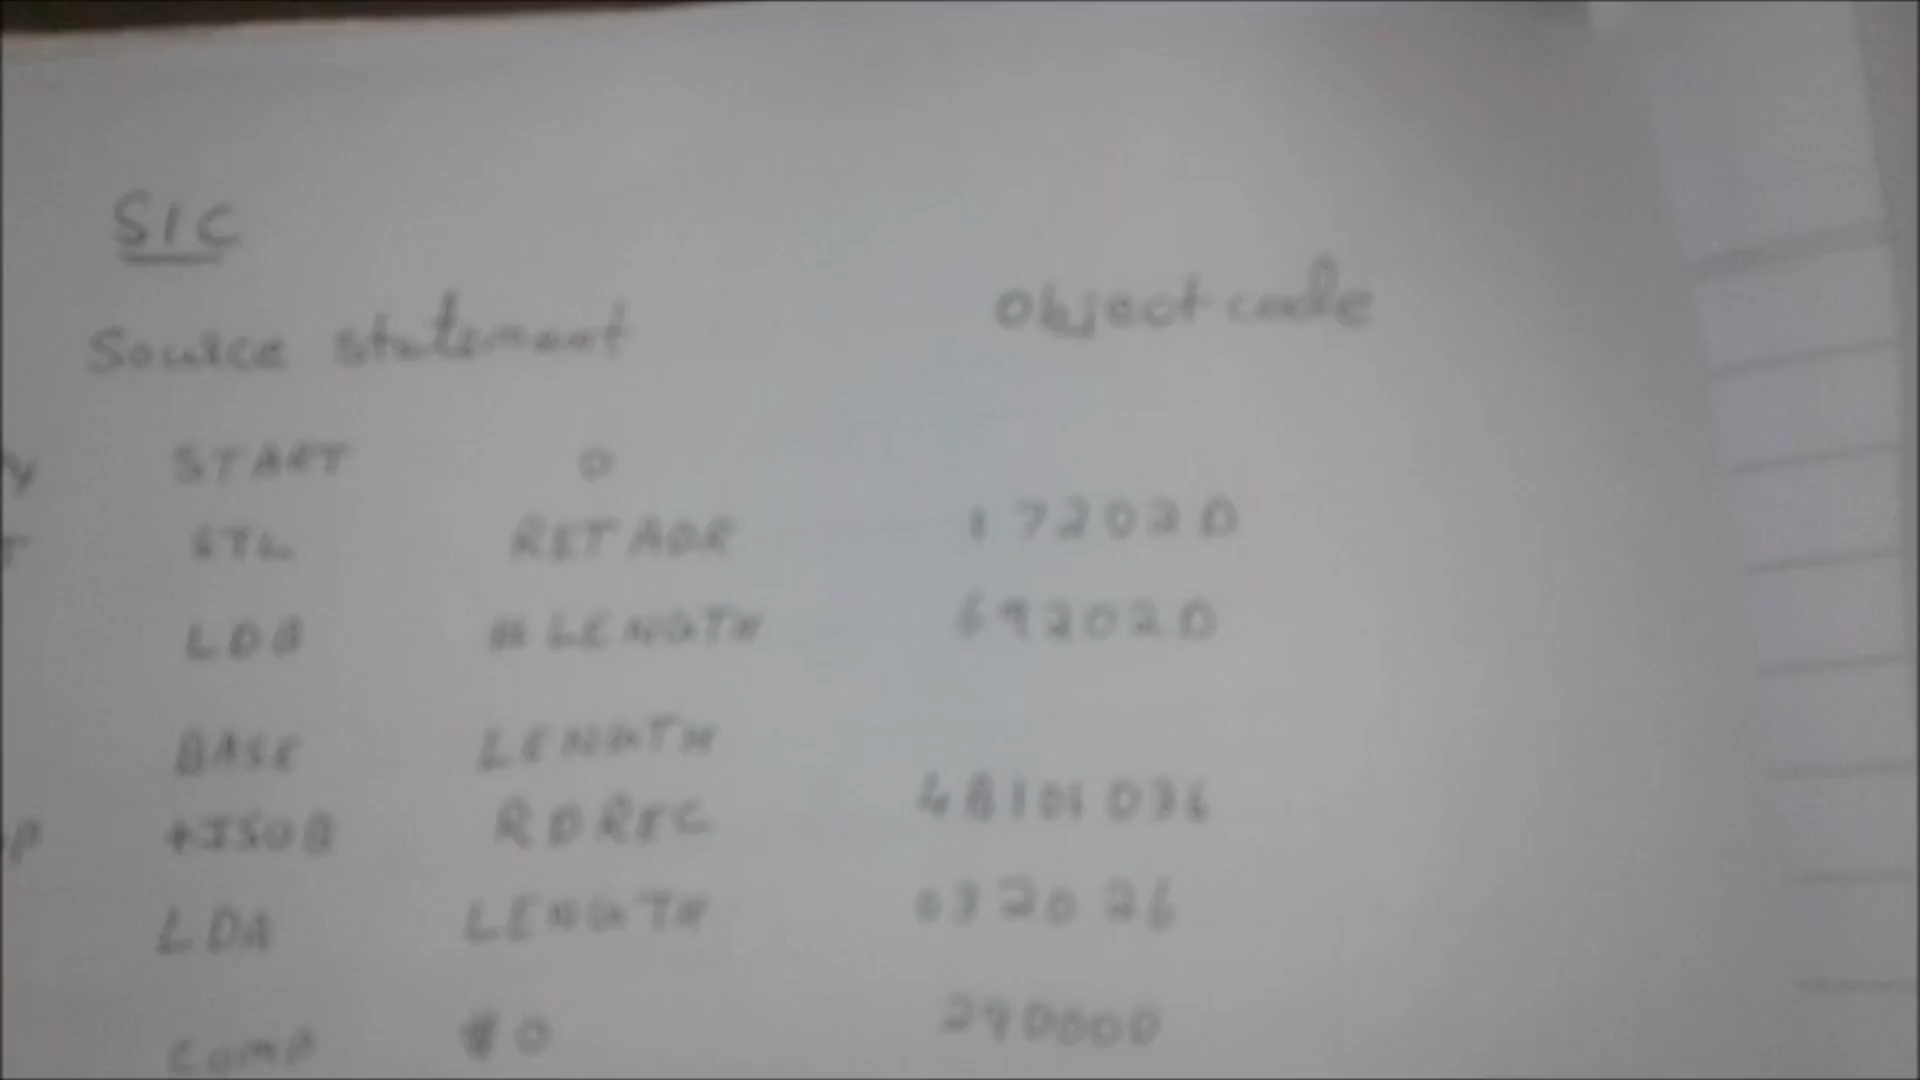 SIC
Source statement Object code
y START 0
T STL RETADR 17202D
LDB #LENGTH 69202D
BASE LENGTH
P +JSUB RDREC 48101036
LDA LENGTH 032026
COMP #0 290000